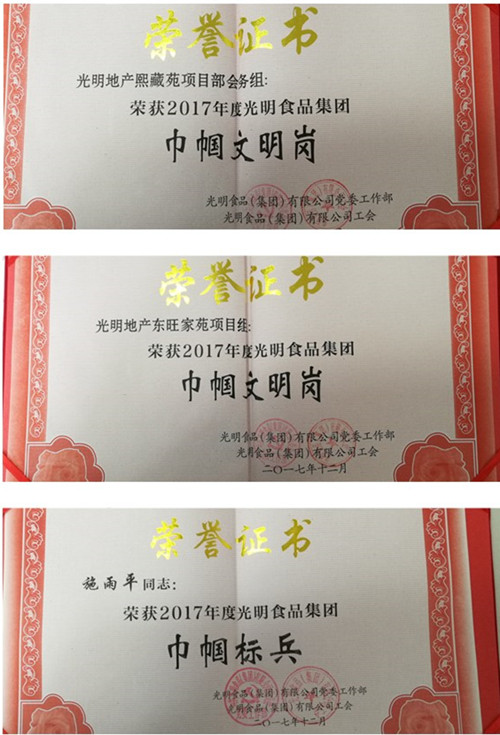 荣誉证书
光明地产熙藏苑项目部会务组:
荣获2017年度光明食品集团
巾帼文明岗
光明食品(集团)有限公司党委工作部
光明食品(集团)有限公司工会
荣誉证书
光明地产东旺家苑项目组:
荣获2017年度光明食品集团
巾帼文明岗
光明食品(集团)有限公司党委工作部
光明食品(集团)有限公司工会
二〇一七年十二月
荣誉证书
施雨平同志:
荣获2017年度光明食品集团
巾帼标兵
光明食品(集团)有限公司党委工作部
光明食品(集团)有限公司工会
二〇一七年十二月